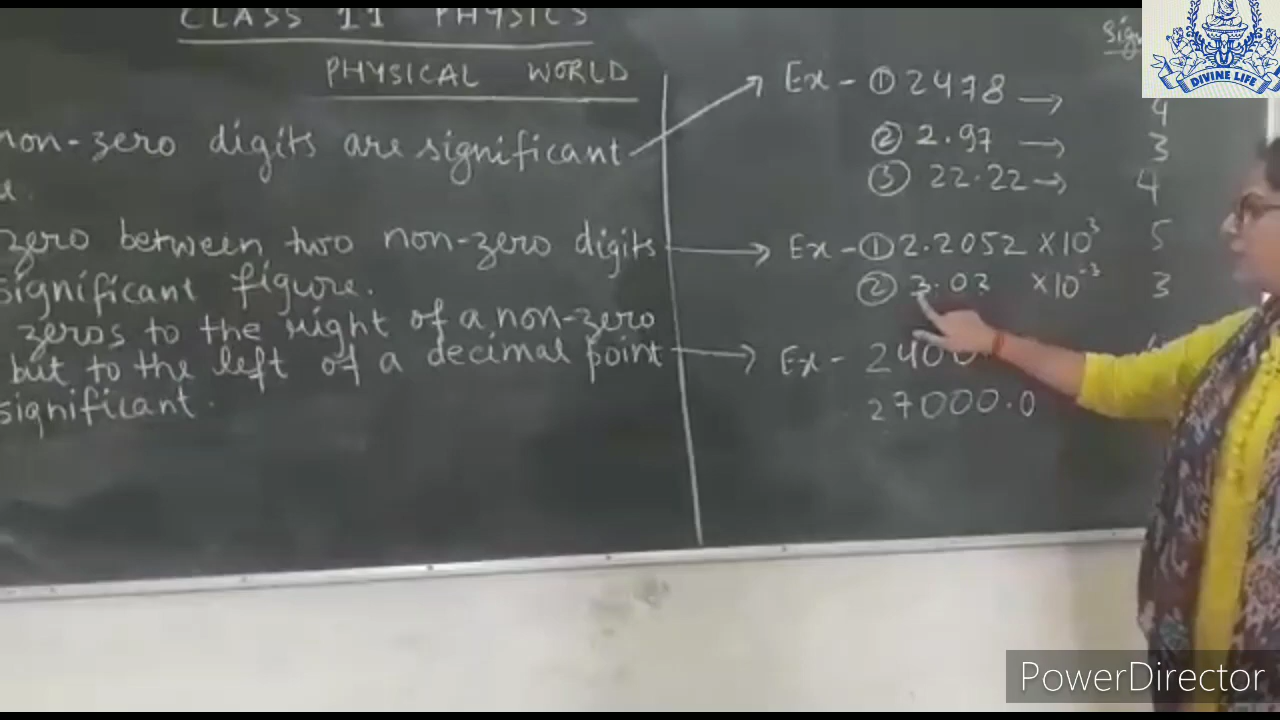 CLASS 11 PHYSICS
PHYSICAL WORLD
non-zero digits are significant
zero between two non-zero digits
significant figure.
zeros to the right of a non-zero
but to the left of a decimal point
significant.
Ex - ① 2478 → 4
② 2.97 → 3
③ 22.22 → 4
Ex - ① 2.2052 ×10³ 5
② 3.03 ×10⁻³ 3
Ex - 2400
27000.0
DIVINE LIFE
PowerDirector